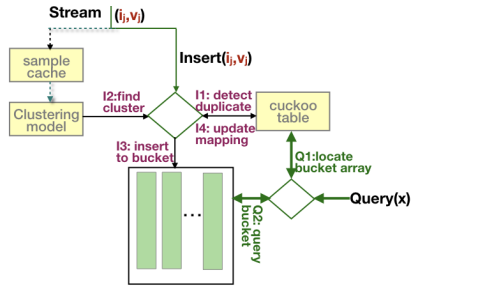 Stream (ij,vj)
Insert(ij,vj)
sample
cache
I2:find
cluster
I1: detect
duplicate
Clustering
model
cuckoo
table
I4: update
mapping
I3: insert
to bucket
Q1:locate
bucket array
Query(x)
Q2: query
bucket
...